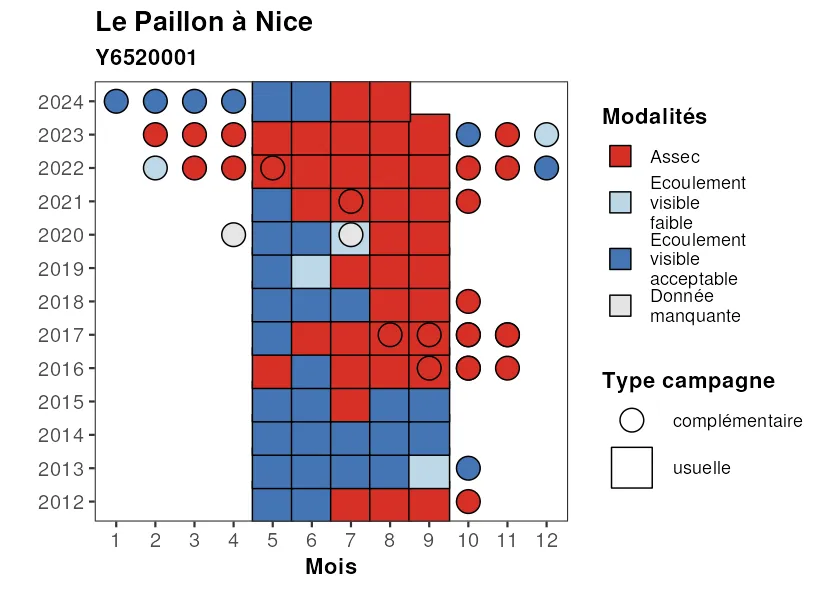 Le Paillon à Nice
Y6520001
2024
2023
2022
2021
2020
2019
2018
2017
2016
2015
2014
2013
2012
1 2 3 4 5 6 7 8 9 10 11 12
Mois
Modalités
Assec
Ecoulement
visible
faible
Ecoulement
visible
acceptable
Donnée
manquante
Type campagne
complémentaire
usuelle